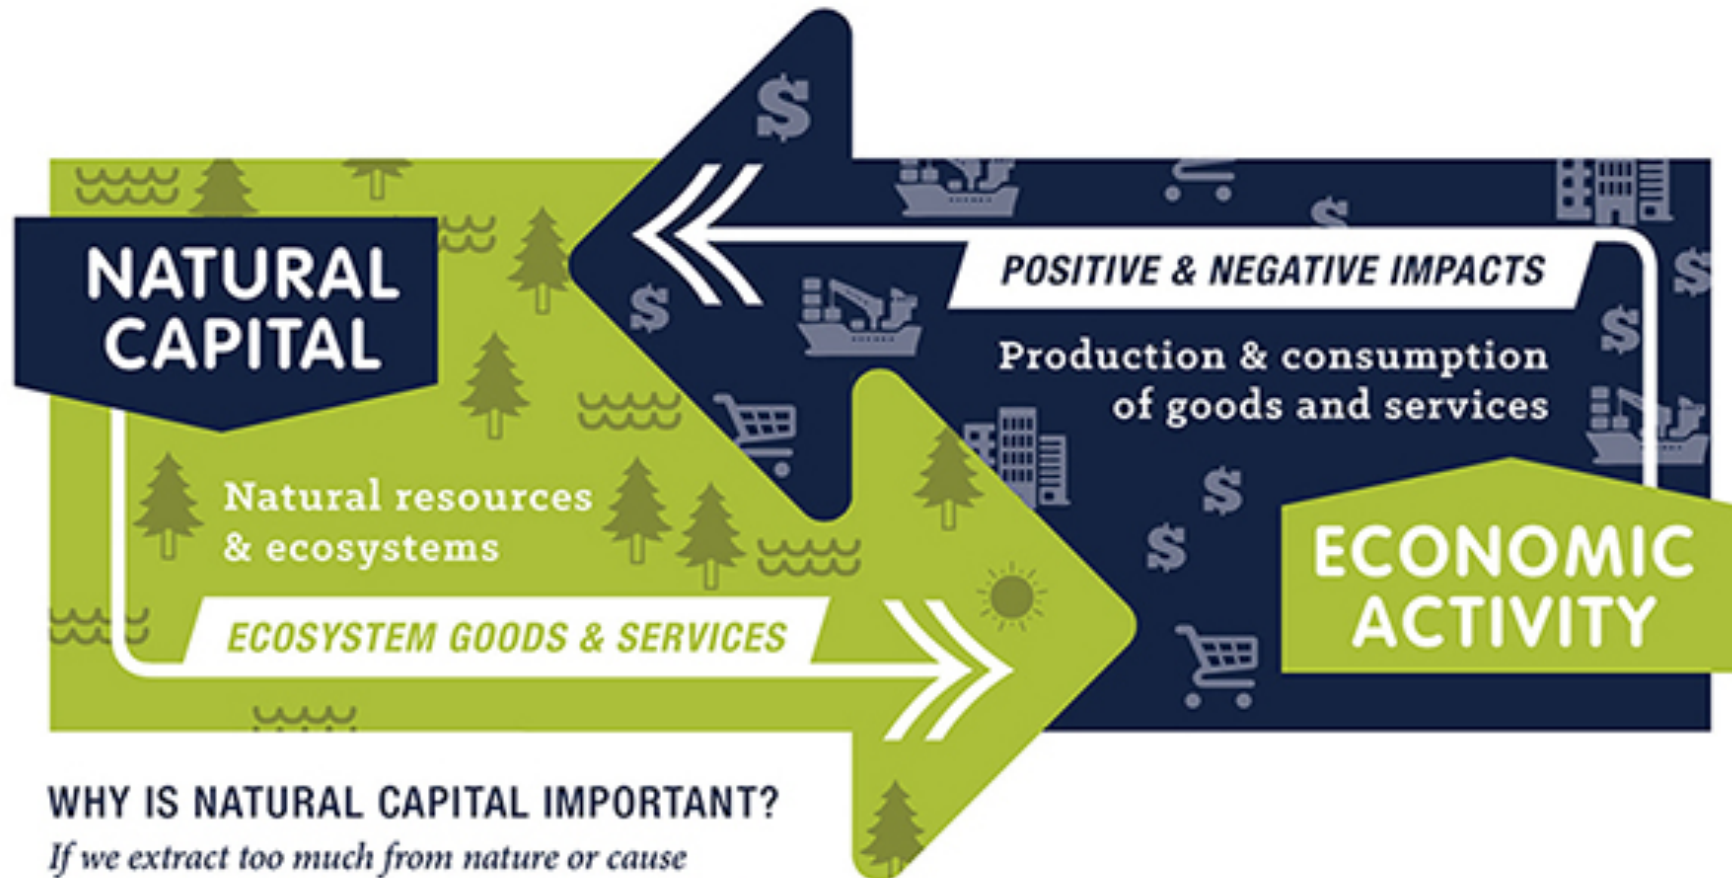 NATURAL
CAPITAL
Natural resources
& ecosystems
ECOSYSTEM GOODS & SERVICES
POSITIVE & NEGATIVE IMPACTS
Production & consumption
of goods and services
ECONOMIC
ACTIVITY
WHY IS NATURAL CAPITAL IMPORTANT?
If we extract too much from nature or cause